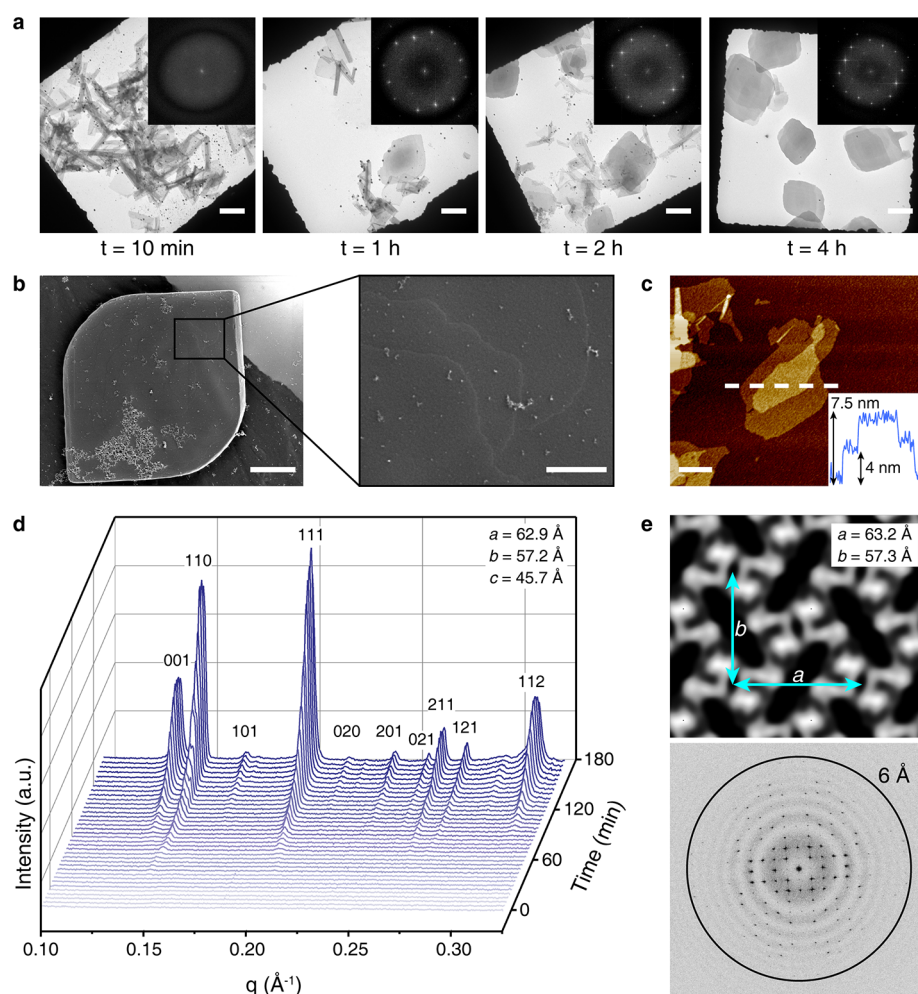 a
t = 10 min
t = 1 h
t = 2 h
t = 4 h
b
c
7.5 nm
4 nm
d
a = 62.9 Å
b = 57.2 Å
c = 45.7 Å
001
110
101
111
020
201
021
211
121
112
Intensity (a.u.)
0.10
0.15
0.20
0.25
0.30
q (Å⁻¹)
0
60
120
180
Time (min)
e
a = 63.2 Å
b = 57.3 Å
b
a
6 Å